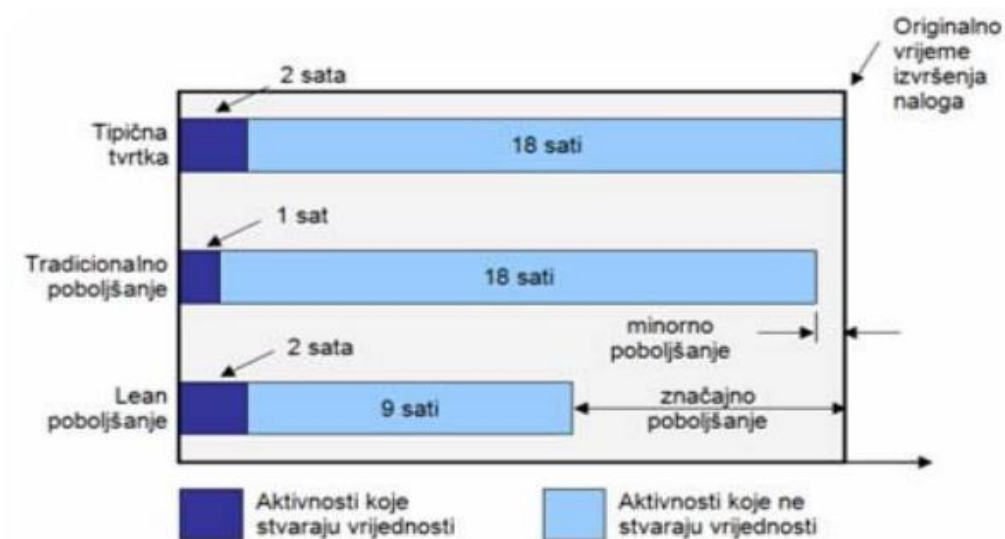 Originalno
vrijeme
izvršenja
naloga
2 sata
Tipična
tvrtka
18 sati
1 sat
Tradicionalno
poboljšanje
18 sati
minorno
poboljšanje
2 sata
Lean
poboljšanje
9 sati
značajno
poboljšanje
Aktivnosti koje
stvaraju vrijednosti
Aktivnosti koje ne
stvaraju vrijednosti